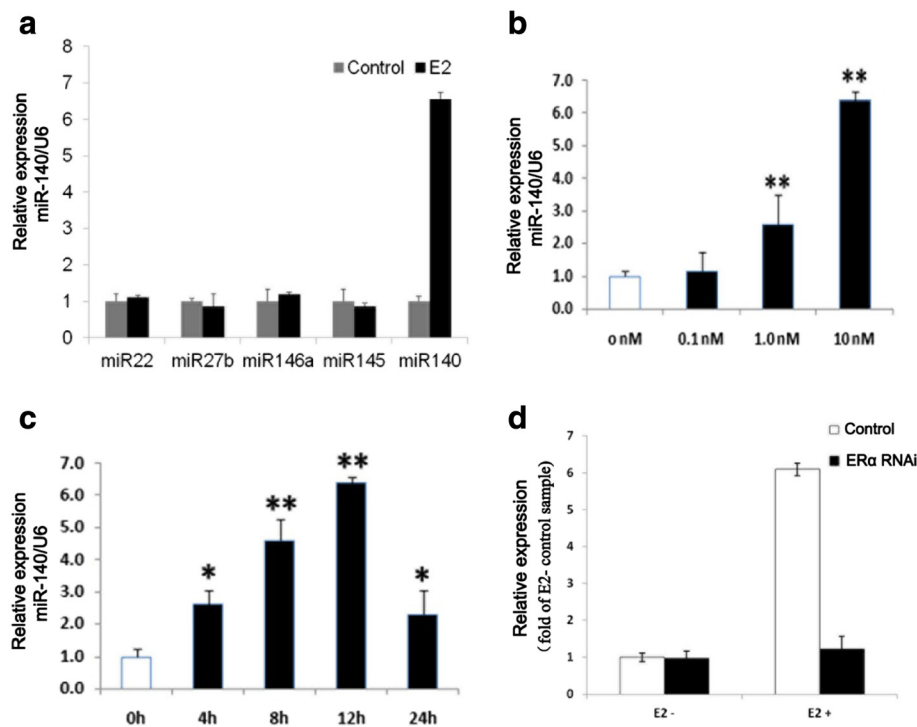 a
8
7
6
5
4
3
2
1
0
Relative expression
miR-140/U6
Control E2
miR22 miR27b miR146a miR145 miR140
b
7.0
6.0
5.0
4.0
3.0
2.0
1.0
0.0
Relative expression
miR-140/U6
**
**
o nM 0.1 nM 1.0 nM 10 nM
c
7.0
6.0
5.0
4.0
3.0
2.0
1.0
0.0
Relative expression
miR-140/U6
*
**
**
*
0h 4h 8h 12h 24h
d
7
6
5
4
3
2
1
0
Relative expression
(fold of E2- control sample)
Control
ERα RNAi
E2 - E2 +